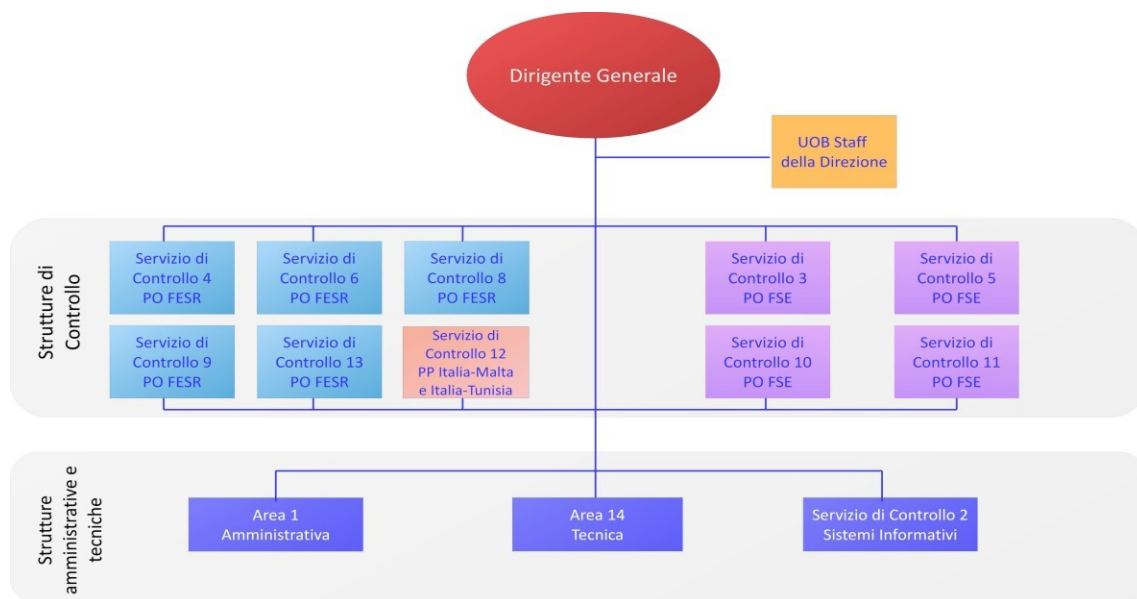 Dirigente Generale
UOB Staff
della Direzione
Strutture di
Controllo
Servizio di
Controllo 4
PO FESR
Servizio di
Controllo 6
PO FESR
Servizio di
Controllo 8
PO FESR
Servizio di
Controllo 3
PO FSE
Servizio di
Controllo 5
PO FSE
Servizio di
Controllo 9
PO FESR
Servizio di
Controllo 13
PO FESR
Servizio di
Controllo 12
PP Italia-Malta
e Italia-Tunisia
Servizio di
Controllo 10
PO FSE
Servizio di
Controllo 11
PO FSE
Strutture
amministrative e
tecniche
Area 1
Amministrativa
Area 14
Tecnica
Servizio di Controllo 2
Sistemi Informativi